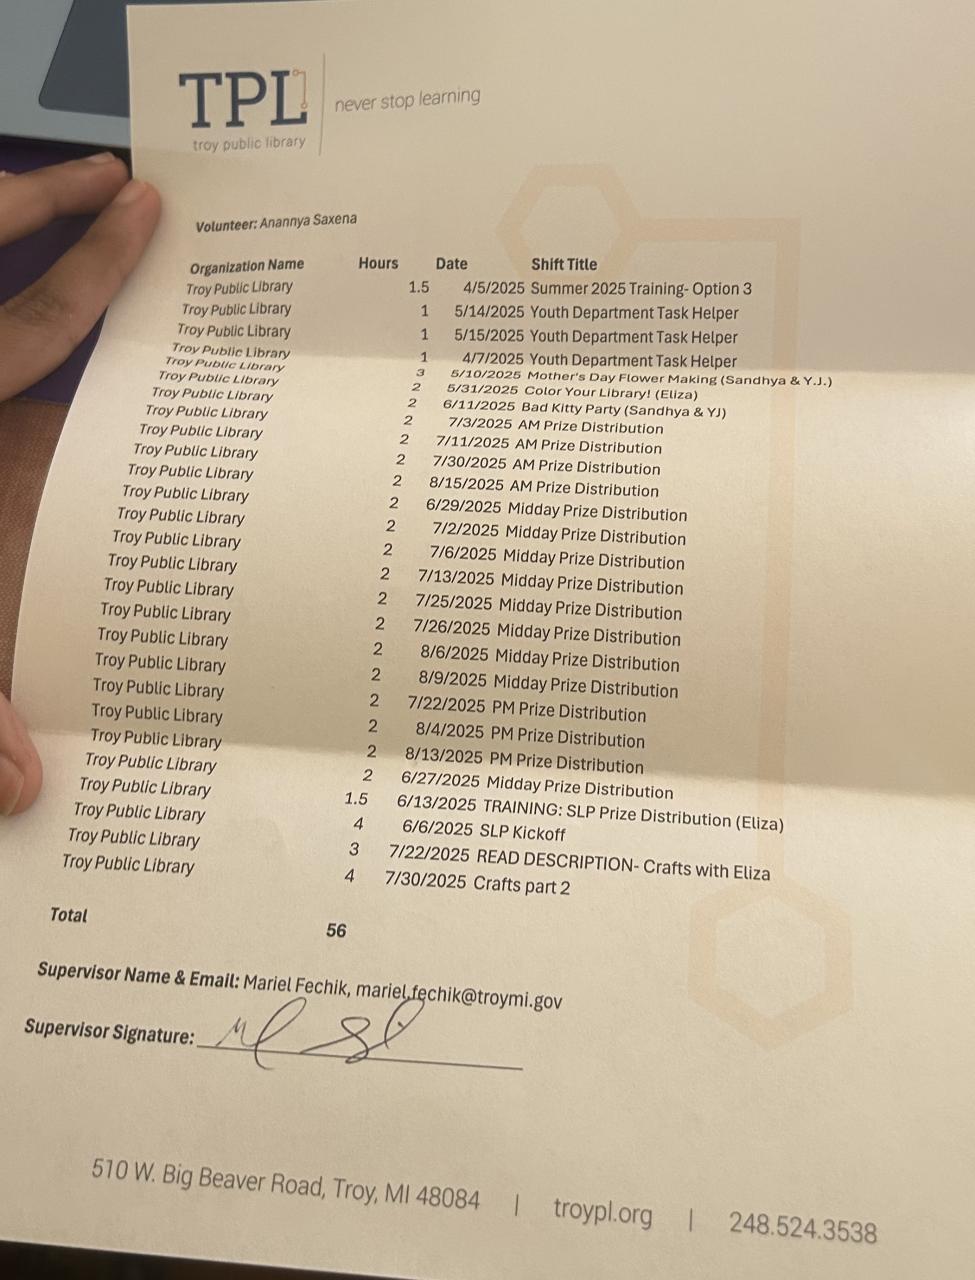 TPL
troy public library
never stop learning
Volunteer: Anannya Saxena
Organization Name Hours Date Shift Title
Troy Public Library 1.5 4/5/2025 Summer 2025 Training- Option 3
Troy Public Library 1 5/14/2025 Youth Department Task Helper
Troy Public Library 1 5/15/2025 Youth Department Task Helper
Troy Public Library 1 4/7/2025 Youth Department Task Helper
Troy Public Library 3 5/10/2025 Mother's Day Flower Making (Sandhya & Y.J.)
Troy Public Library 2 5/31/2025 Color Your Library! (Eliza)
Troy Public Library 2 6/11/2025 Bad Kitty Party (Sandhya & YJ)
Troy Public Library 2 7/3/2025 AM Prize Distribution
Troy Public Library 2 7/11/2025 AM Prize Distribution
Troy Public Library 2 7/30/2025 AM Prize Distribution
Troy Public Library 2 8/15/2025 AM Prize Distribution
Troy Public Library 2 6/29/2025 Midday Prize Distribution
Troy Public Library 2 7/2/2025 Midday Prize Distribution
Troy Public Library 2 7/6/2025 Midday Prize Distribution
Troy Public Library 2 7/13/2025 Midday Prize Distribution
Troy Public Library 2 7/25/2025 Midday Prize Distribution
Troy Public Library 2 7/26/2025 Midday Prize Distribution
Troy Public Library 2 8/6/2025 Midday Prize Distribution
Troy Public Library 2 8/9/2025 Midday Prize Distribution
Troy Public Library 2 7/22/2025 PM Prize Distribution
Troy Public Library 2 8/4/2025 PM Prize Distribution
Troy Public Library 2 8/13/2025 PM Prize Distribution
Troy Public Library 2 6/27/2025 Midday Prize Distribution
Troy Public Library 1.5 6/13/2025 TRAINING: SLP Prize Distribution (Eliza)
Troy Public Library 4 6/6/2025 SLP Kickoff
Troy Public Library 3 7/22/2025 READ DESCRIPTION- Crafts with Eliza
Troy Public Library 4 7/30/2025 Crafts part 2
Total 56
Supervisor Name & Email: Mariel Fechik, mariel.fechik@troymi.gov
Supervisor Signature:
510 W. Big Beaver Road, Troy, MI 48084 | troypl.org | 248.524.3538